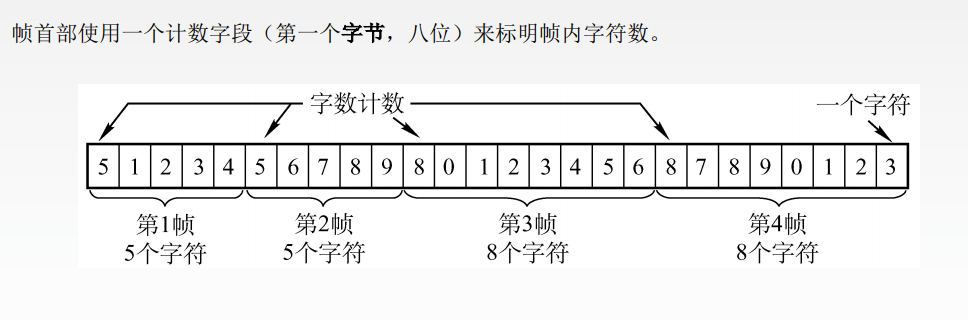 帧首部使用一个计数字段（第一个字节，八位）来标明帧内字符数。
字数计数
一个字符
5 1 2 3 4 5 6 7 8 9 8 0 1 2 3 4 5 6 8 7 8 9 0 1 2 3
第1帧 第2帧 第3帧 第4帧
5个字符 5个字符 8个字符 8个字符